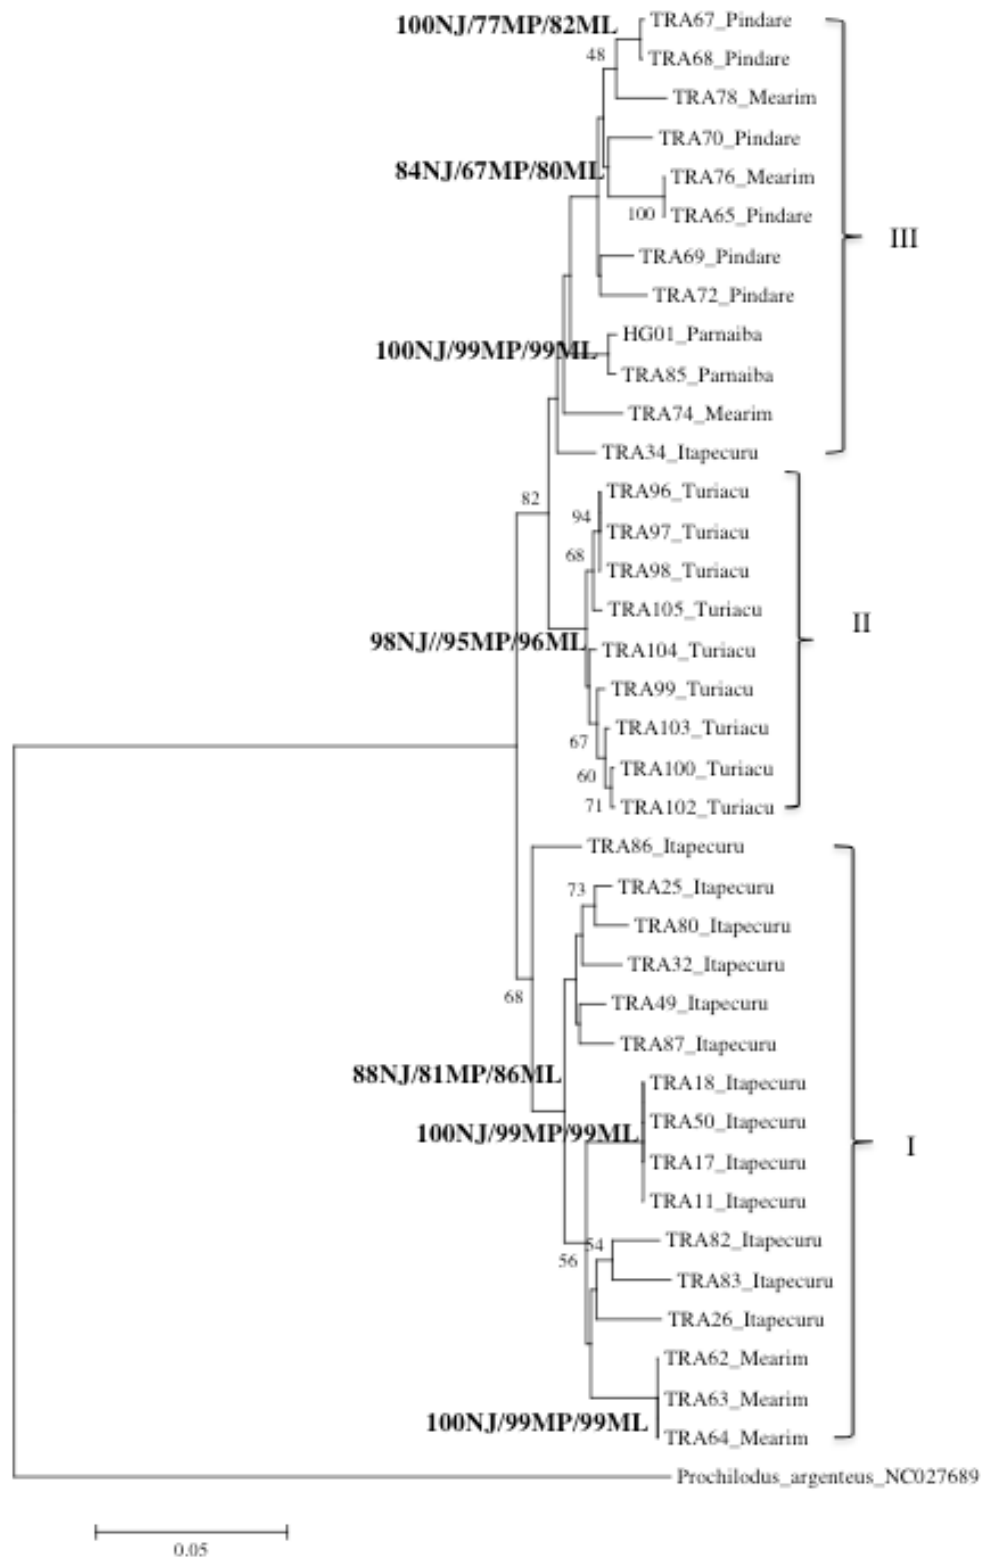 100NJ/77MP/82ML
TRA67_Pindare
48
TRA68_Pindare
TRA78_Mearim
TRA70_Pindare
84NJ/67MP/80ML
TRA76_Mearim
100
TRA65_Pindare
III
TRA69_Pindare
TRA72_Pindare
HG01_Parnaiba
100NJ/99MP/99ML
TRA85_Parnaiba
TRA74_Mearim
TRA34_Itapecuru
82
TRA96_Turiacu
94
TRA97_Turiacu
68
TRA98_Turiacu
TRA105_Turiacu
II
98NJ//95MP/96ML
TRA104_Turiacu
TRA99_Turiacu
TRA103_Turiacu
67
TRA100_Turiacu
60
71
TRA102_Turiacu
TRA86_Itapecuru
73
TRA25_Itapecuru
TRA80_Itapecuru
TRA32_Itapecuru
68
TRA49_Itapecuru
TRA87_Itapecuru
88NJ/81MP/86ML
TRA18_Itapecuru
TRA50_Itapecuru
100NJ/99MP/99ML
I
TRA17_Itapecuru
TRA11_Itapecuru
TRA82_Itapecuru
54
56
TRA83_Itapecuru
TRA26_Itapecuru
TRA62_Mearim
TRA63_Mearim
100NJ/99MP/99ML
TRA64_Mearim
Prochilodus_argenteus_NC027689
0.05